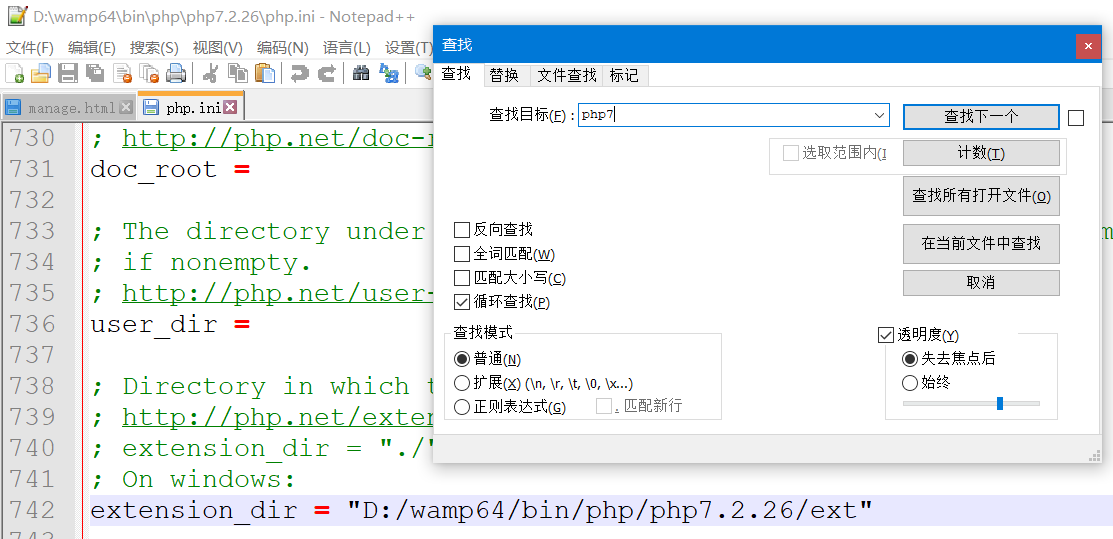 D:\wamp64\bin\php\php7.2.26\php.ini - Notepad++
文件(F) 编辑(E) 搜索(S) 视图(V) 编码(N) 语言(L) 设置(T)
manage.html php.ini
730 ; http://php.net/doc-r
731 doc_root =
732
733 ; The directory under
734 ; if nonempty.
735 ; http://php.net/user-
736 user_dir =
737
738 ; Directory in which t
739 ; http://php.net/exten
740 ; extension_dir = "./"
741 ; On windows:
742 extension_dir = "D:/wamp64/bin/php/php7.2.26/ext"
743
查找
查找 替换 文件查找 标记
查找目标(F) : php7
查找下一个
选取范围内(I
计数(T)
查找所有打开文件(O)
在当前文件中查找
取消
反向查找
全词匹配(W)
匹配大小写(C)
循环查找(P)
查找模式
普通(N)
扩展(X) (\n, \r, \t, \0, \x...)
正则表达式(G) . 匹配新行
透明度(Y)
失去焦点后
始终